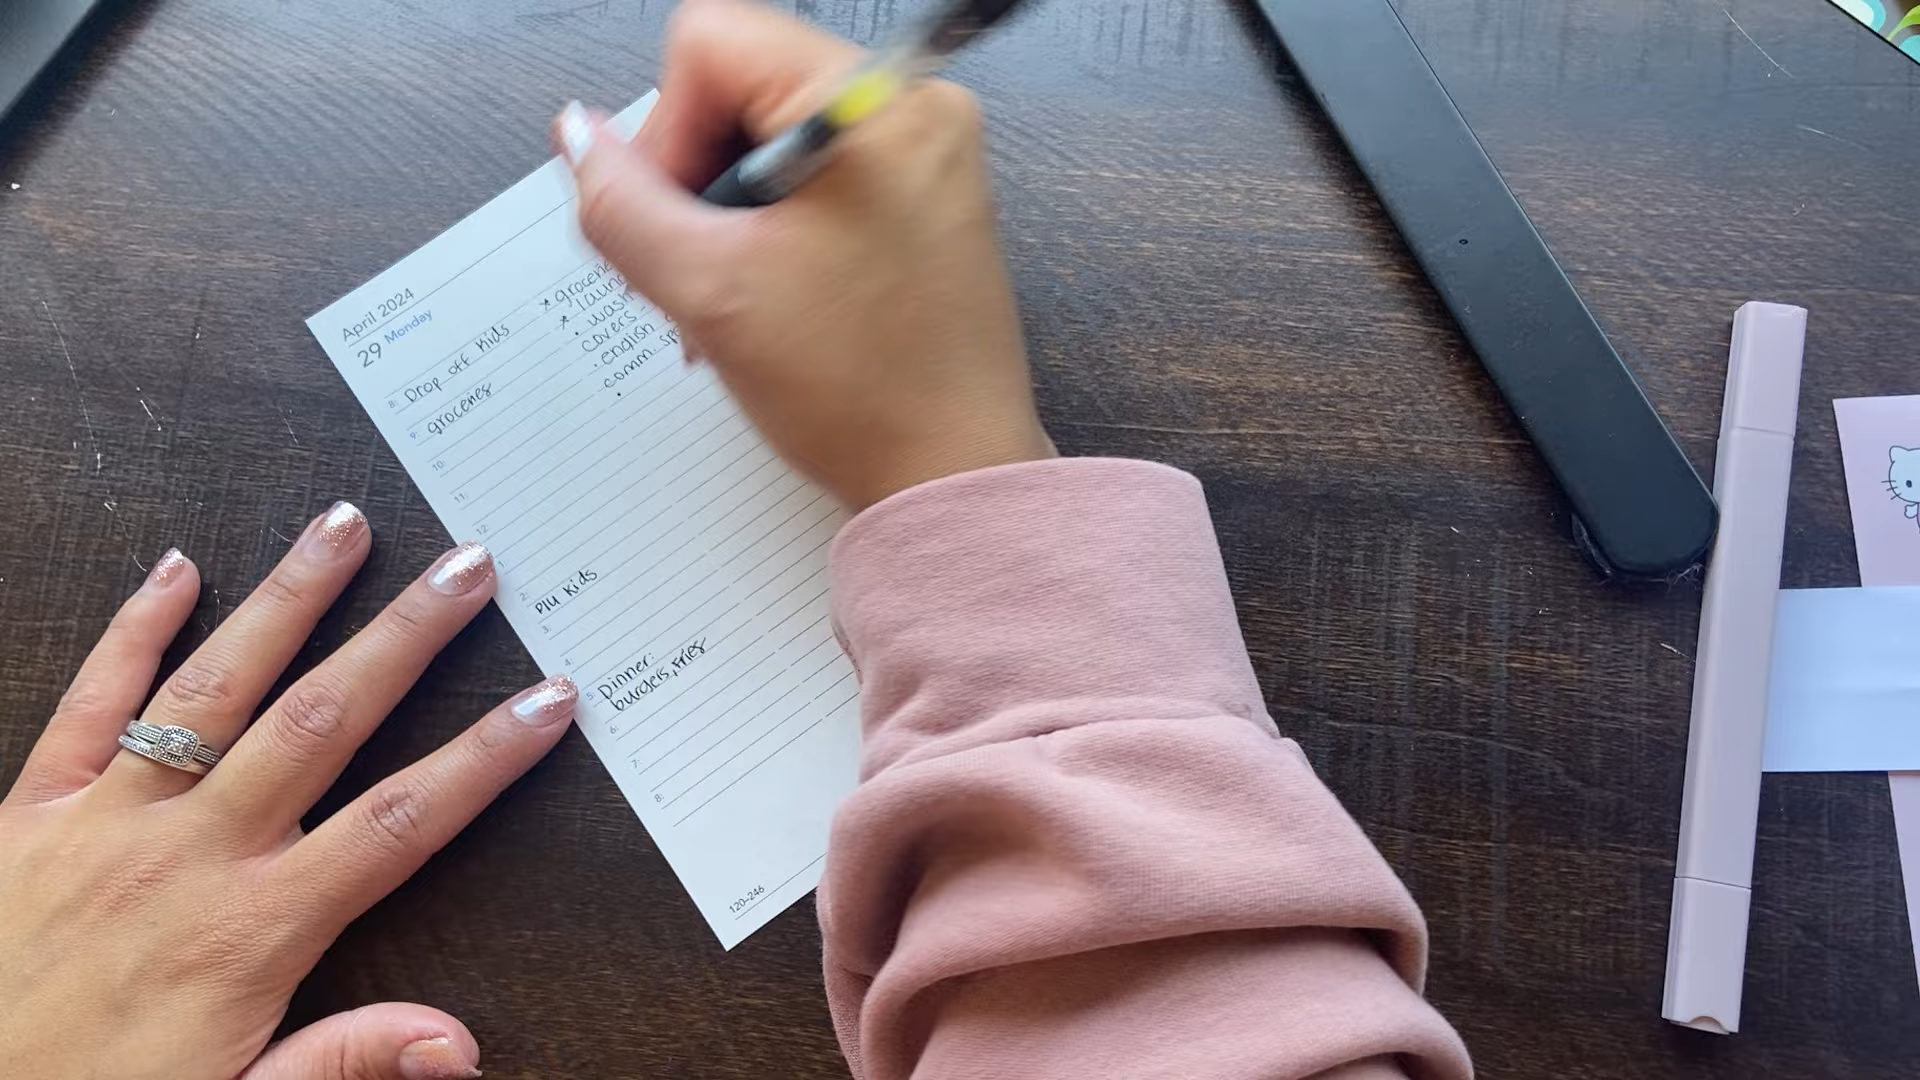 April 2024
29 Monday
8: Drop off kids
9: groceries
10:
11:
12:
1
2:
P/U kids
3:
4:
Dinner:
5: burgers, fries
6:
7:
8:
120-246
* groceries
*
• wash
covers
• english
comm.
•